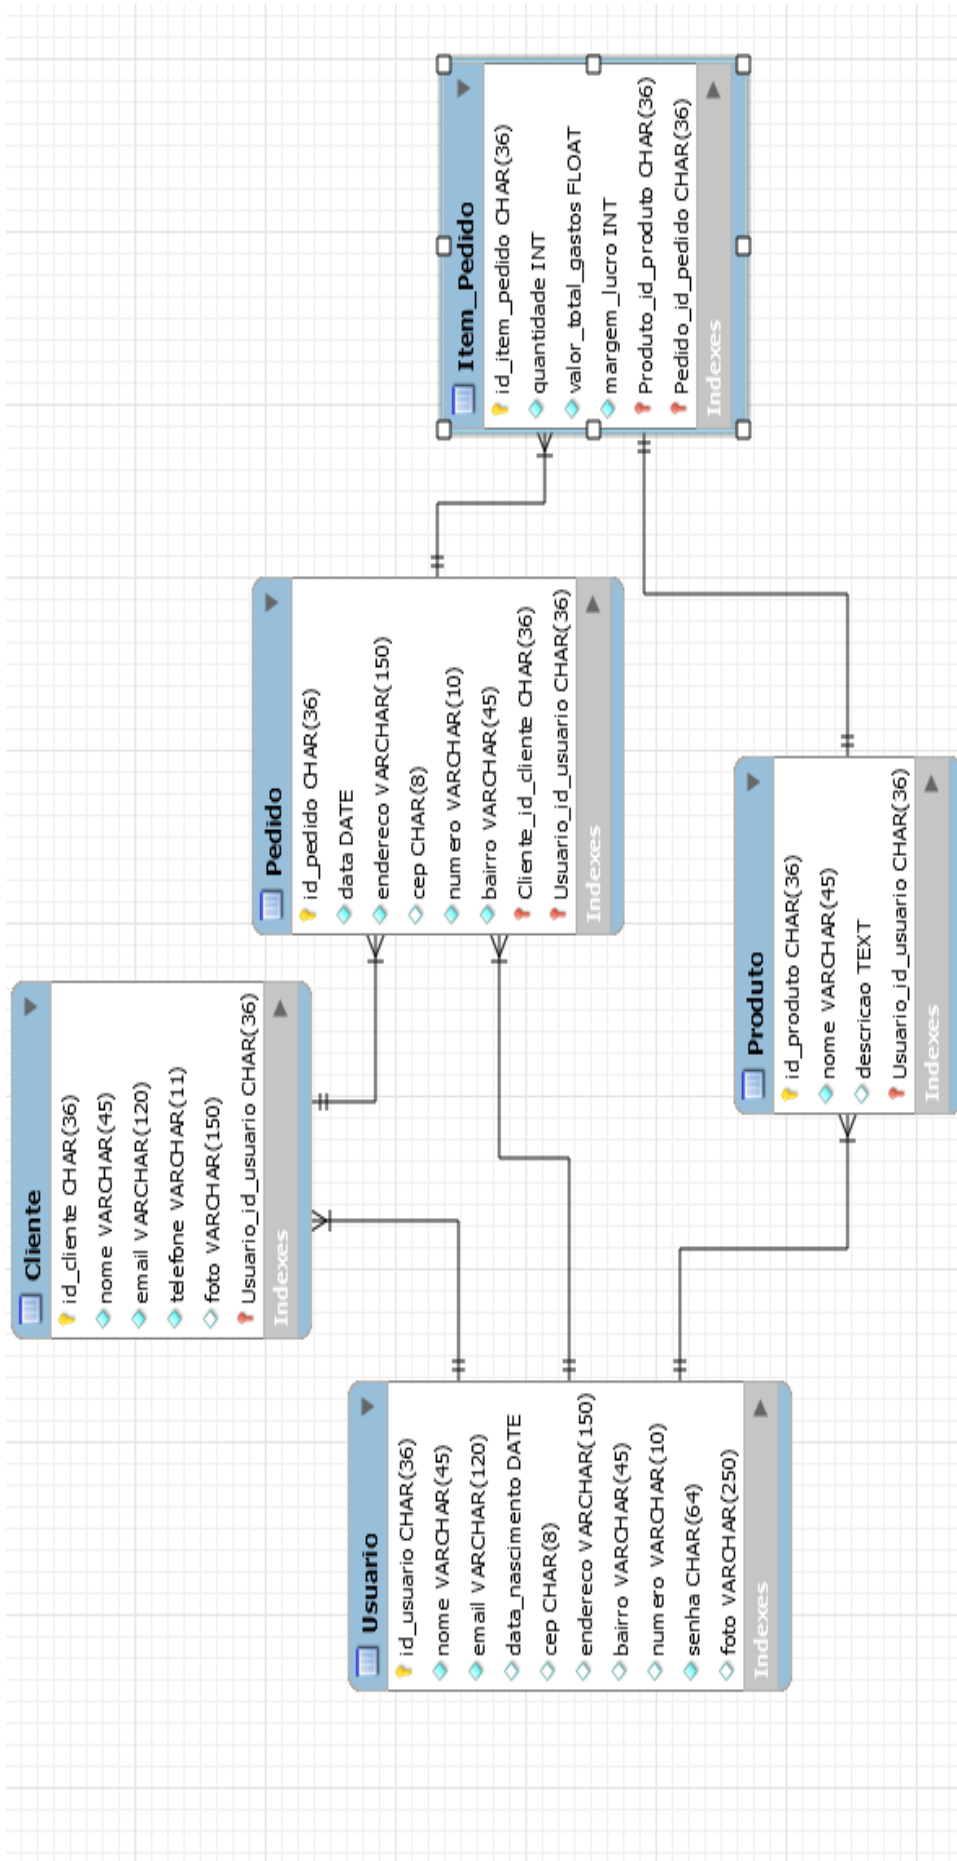 Usuario
id_usuario CHAR(36)
nome VARCHAR(45)
email VARCHAR(120)
data_nascimento DATE
cep CHAR(8)
endereco VARCHAR(150)
bairro VARCHAR(45)
numero VARCHAR(10)
senha CHAR(64)
foto VARCHAR(250)
Indexes
Cliente
id_cliente CHAR(36)
nome VARCHAR(45)
email VARCHAR(120)
telefone VARCHAR(11)
foto VARCHAR(150)
Usuario_id_usuario CHAR(36)
Indexes
Pedido
id_pedido CHAR(36)
data DATE
endereco VARCHAR(150)
cep CHAR(8)
numero VARCHAR(10)
bairro VARCHAR(45)
Cliente_id_cliente CHAR(36)
Usuario_id_usuario CHAR(36)
Indexes
Produto
id_produto CHAR(36)
nome VARCHAR(45)
descricao TEXT
Usuario_id_usuario CHAR(36)
Indexes
Item_Pedido
id_item_pedido CHAR(36)
quantidade INT
valor_total_gastos FLOAT
margem_lucro INT
Produto_id_produto CHAR(36)
Pedido_id_pedido CHAR(36)
Indexes